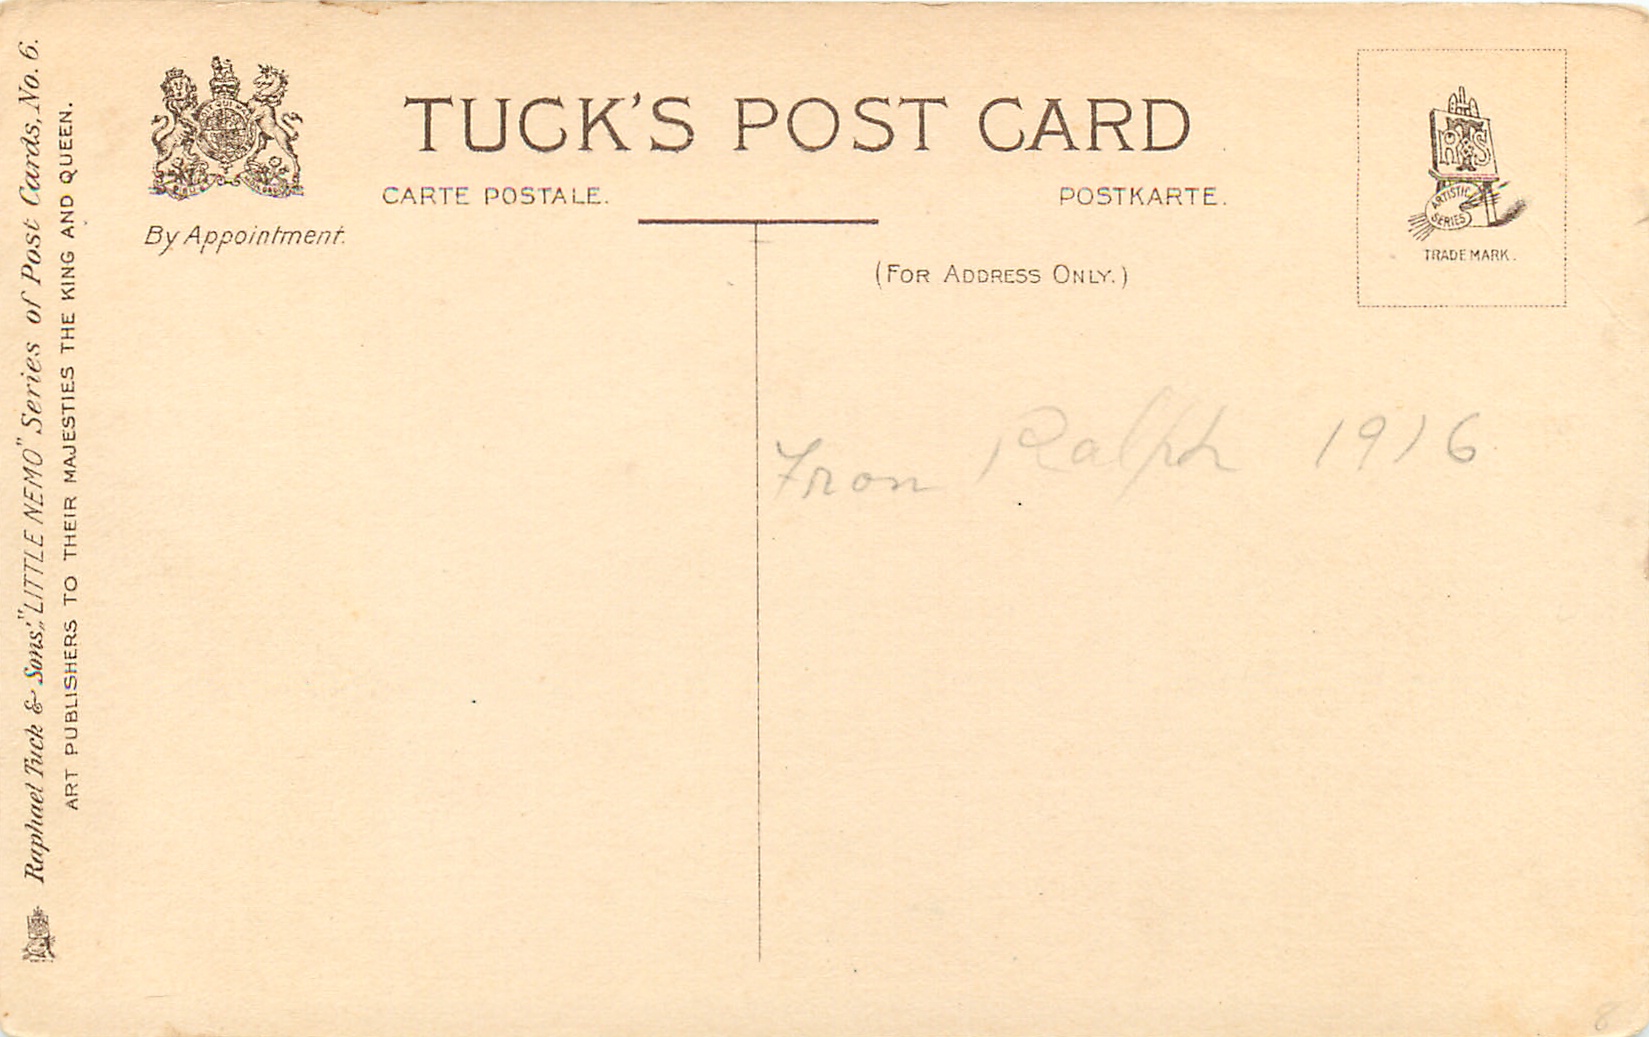 Raphael Tuck & Sons', "LITTLE NEMO" Series of Post Cards, No. 6.
ART PUBLISHERS TO THEIR MAJESTIES THE KING AND QUEEN.
By Appointment.
TUCK'S POST CARD
CARTE POSTALE.
POSTKARTE.
(FOR ADDRESS ONLY.)
RTS
ARTISTIC
SERIES
TRADE MARK.
From Ralph 1916
8